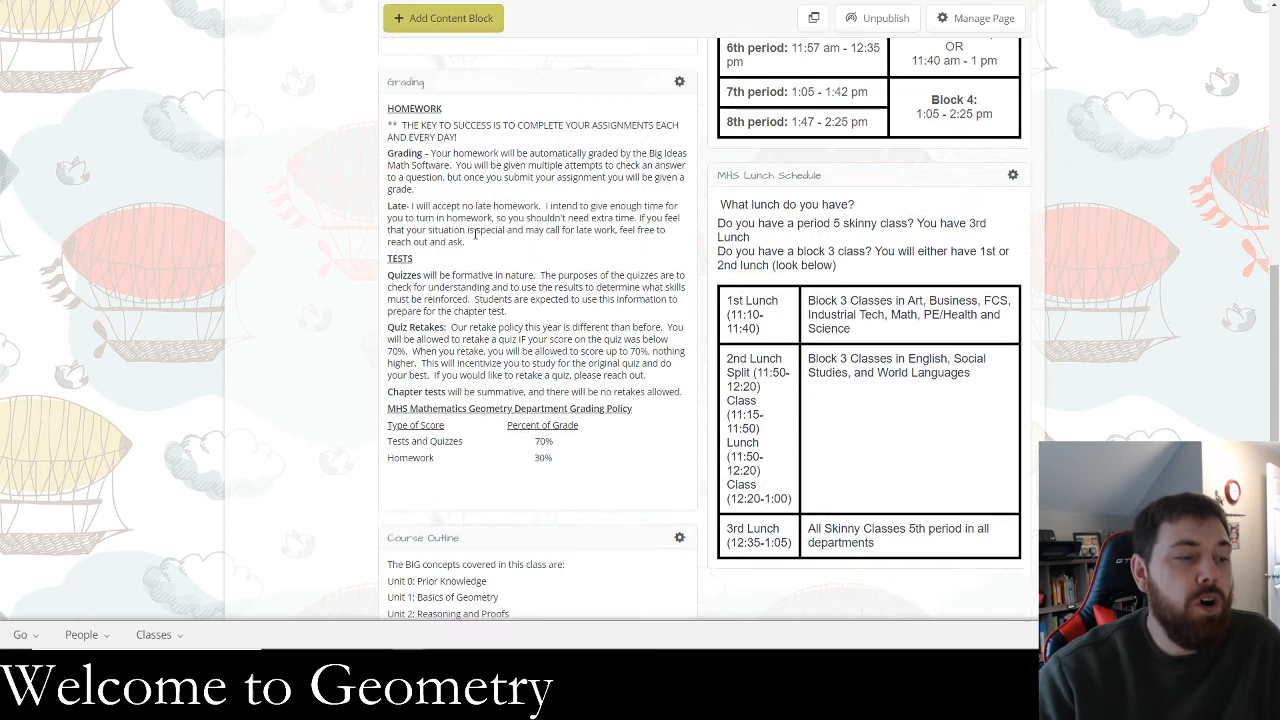 + Add Content Block
Unpublish
Manage Page
Grading
HOMEWORK
** THE KEY TO SUCCESS IS TO COMPLETE YOUR ASSIGNMENTS EACH
AND EVERY DAY!
Grading – Your homework will be automatically graded by the Big Ideas
Math Software. You will be given multiple attempts to check an answer
to a question, but once you submit your assignment you will be given a
grade.
Late- I will accept no late homework. I intend to give enough time for
you to turn in homework, so you shouldn't need extra time. If you feel
that your situation is special and may call for late work, feel free to
reach out and ask.
TESTS
Quizzes will be formative in nature. The purposes of the quizzes are to
check for understanding and to use the results to determine what skills
must be reinforced. Students are expected to use this information to
prepare for the chapter test.
Quiz Retakes: Our retake policy this year is different than before. You
will be allowed to retake a quiz IF your score on the quiz was below
70%. When you retake, you will be allowed to score up to 70%, nothing
higher. This will incentivize you to study for the original quiz and do
your best. If you would like to retake a quiz, please reach out.
Chapter tests will be summative, and there will be no retakes allowed.
MHS Mathematics Geometry Department Grading Policy
Type of Score Percent of Grade
Tests and Quizzes 70%
Homework 30%
Course Outline
The BIG concepts covered in this class are:
Unit 0: Prior Knowledge
Unit 1: Basics of Geometry
Unit 2: Reasoning and Proofs
6th period: 11:57 am - 12:35
pm
OR
11:40 am - 1 pm
7th period: 1:05 - 1:42 pm
8th period: 1:47 - 2:25 pm
Block 4:
1:05 - 2:25 pm
MHS Lunch Schedule
What lunch do you have?
Do you have a period 5 skinny class? You have 3rd
Lunch
Do you have a block 3 class? You will either have 1st or
2nd lunch (look below)
1st Lunch
(11:10-
11:40)
Block 3 Classes in Art, Business, FCS,
Industrial Tech, Math, PE/Health and
Science
2nd Lunch
Split (11:50-
12:20)
Class
(11:15-
11:50)
Lunch
(11:50-
12:20)
Class
(12:20-1:00)
Block 3 Classes in English, Social
Studies, and World Languages
3rd Lunch
(12:35-1:05)
All Skinny Classes 5th period in all
departments
Go
People
Classes
Welcome to Geometry